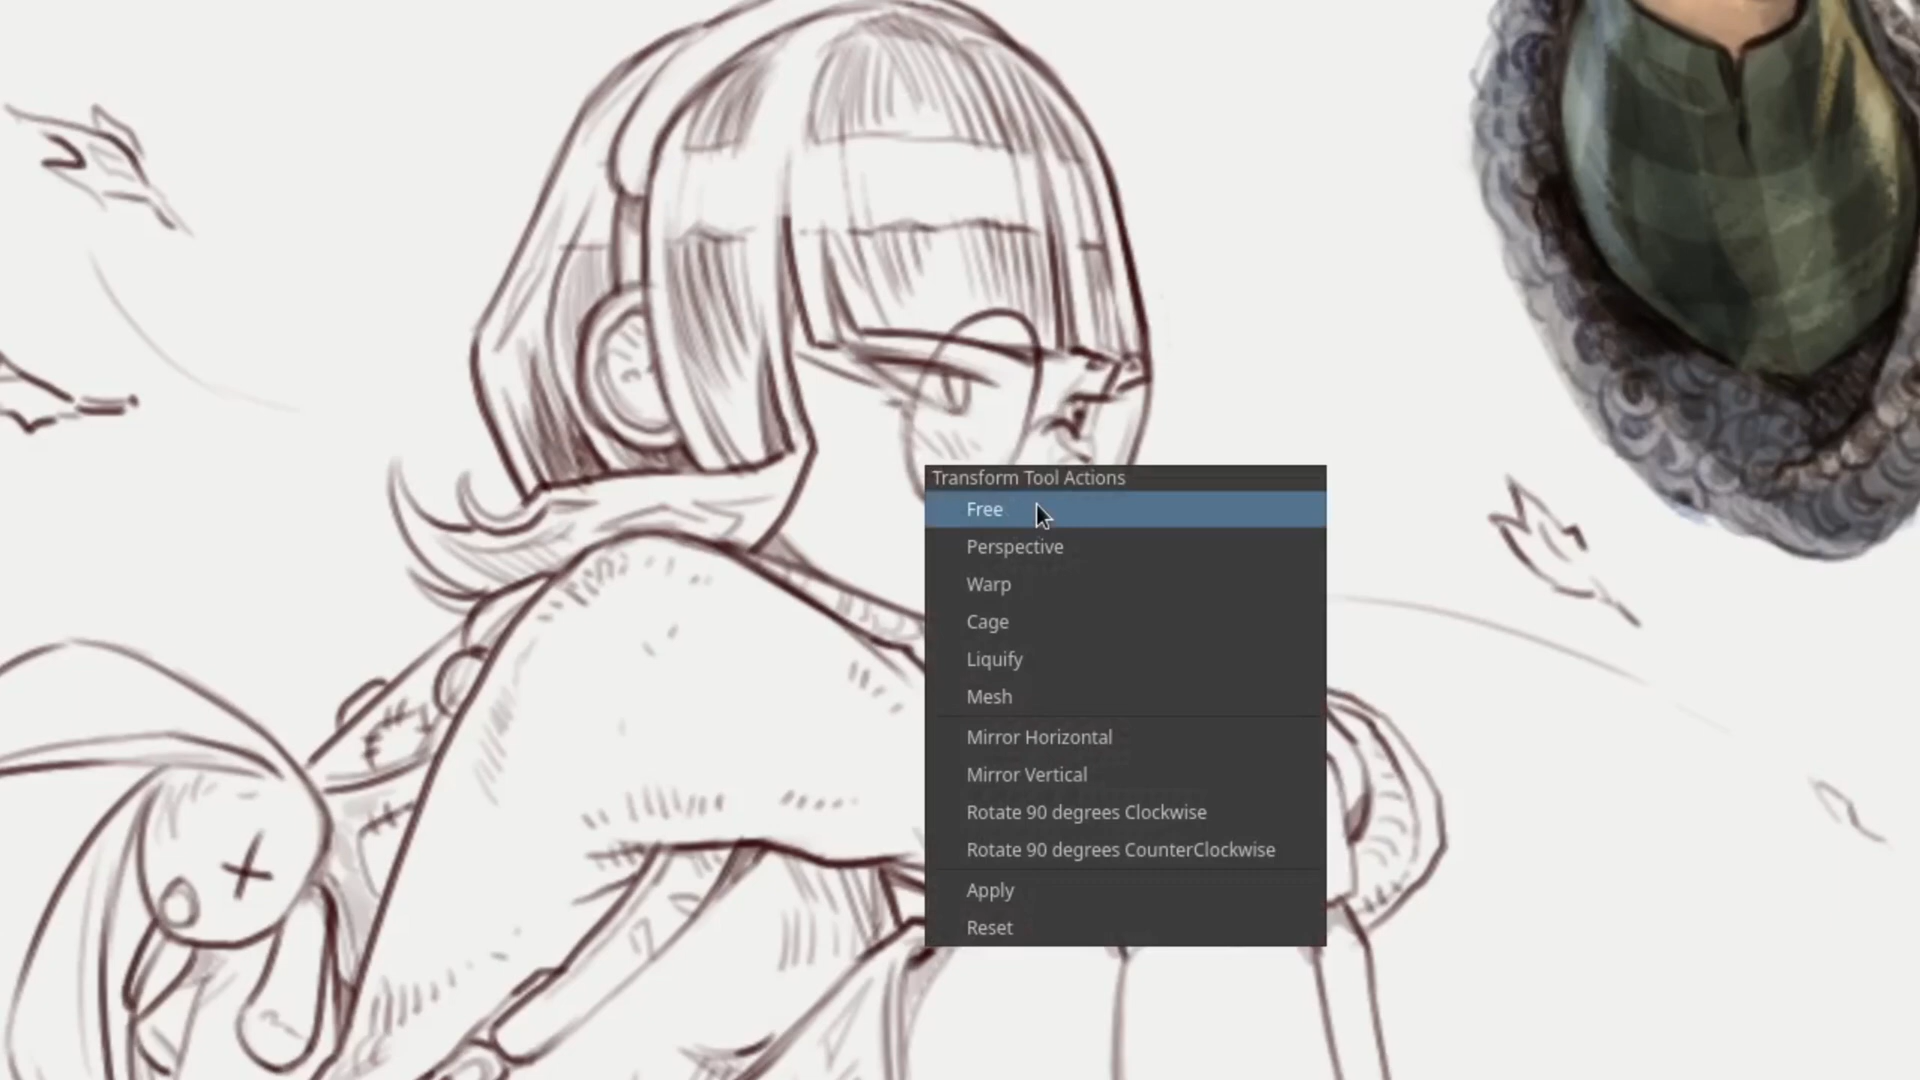 Transform Tool Actions
Free
Perspective
Warp
Cage
Liquify
Mesh
Mirror Horizontal
Mirror Vertical
Rotate 90 degrees Clockwise
Rotate 90 degrees CounterClockwise
Apply
Reset